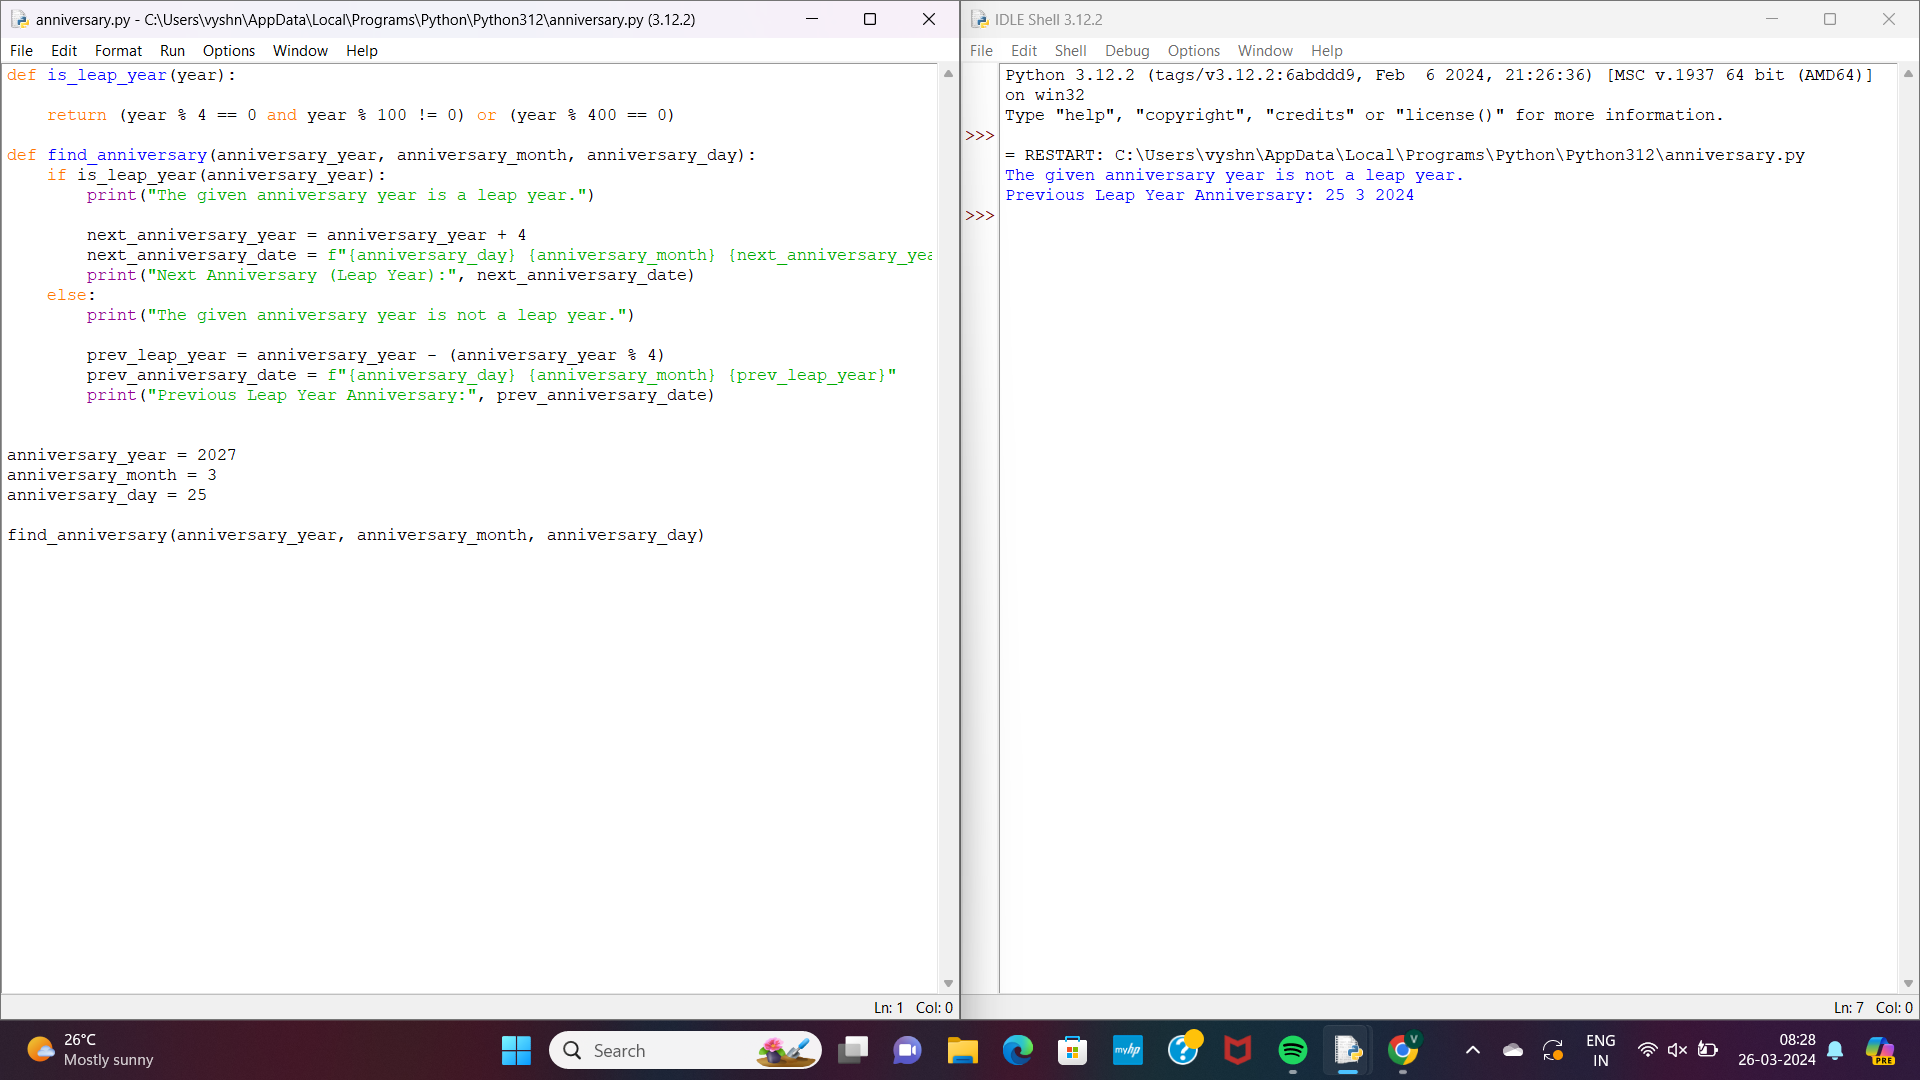 anniversary.py - C:\Users\vyshn\AppData\Local\Programs\Python\Python312\anniversary.py (3.12.2)
File Edit Format Run Options Window Help
def is_leap_year(year):
    return (year % 4 == 0 and year % 100 != 0) or (year % 400 == 0)
def find_anniversary(anniversary_year, anniversary_month, anniversary_day):
    if is_leap_year(anniversary_year):
        print("The given anniversary year is a leap year.")
        next_anniversary_year = anniversary_year + 4
        next_anniversary_date = f"{anniversary_day} {anniversary_month} {next_anniversary_yea
        print("Next Anniversary (Leap Year):", next_anniversary_date)
    else:
        print("The given anniversary year is not a leap year.")
        prev_leap_year = anniversary_year - (anniversary_year % 4)
        prev_anniversary_date = f"{anniversary_day} {anniversary_month} {prev_leap_year}"
        print("Previous Leap Year Anniversary:", prev_anniversary_date)
anniversary_year = 2027
anniversary_month = 3
anniversary_day = 25
find_anniversary(anniversary_year, anniversary_month, anniversary_day)
Ln: 1 Col: 0
IDLE Shell 3.12.2
File Edit Shell Debug Options Window Help
Python 3.12.2 (tags/v3.12.2:6abddd9, Feb  6 2024, 21:26:36) [MSC v.1937 64 bit (AMD64)]
on win32
Type "help", "copyright", "credits" or "license()" for more information.
>>>
= RESTART: C:\Users\vyshn\AppData\Local\Programs\Python\Python312\anniversary.py
The given anniversary year is not a leap year.
Previous Leap Year Anniversary: 25 3 2024
>>>
Ln: 7 Col: 0
26°C
Mostly sunny
Search
myhp
V
ENG
IN
08:28
26-03-2024
PRE